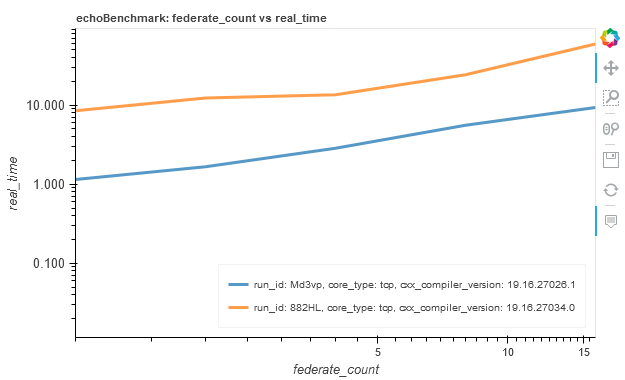 echoBenchmark: federate_count vs real_time
10.000
1.000
0.100
real_time
run_id: Md3vp, core_type: tcp, cxx_compiler_version: 19.16.27026.1
run_id: 882HL, core_type: tcp, cxx_compiler_version: 19.16.27034.0
5
10
15
federate_count